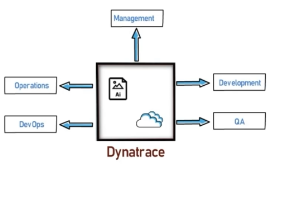 Management
Operations
Ai
Development
DevOps
QA
Dynatrace